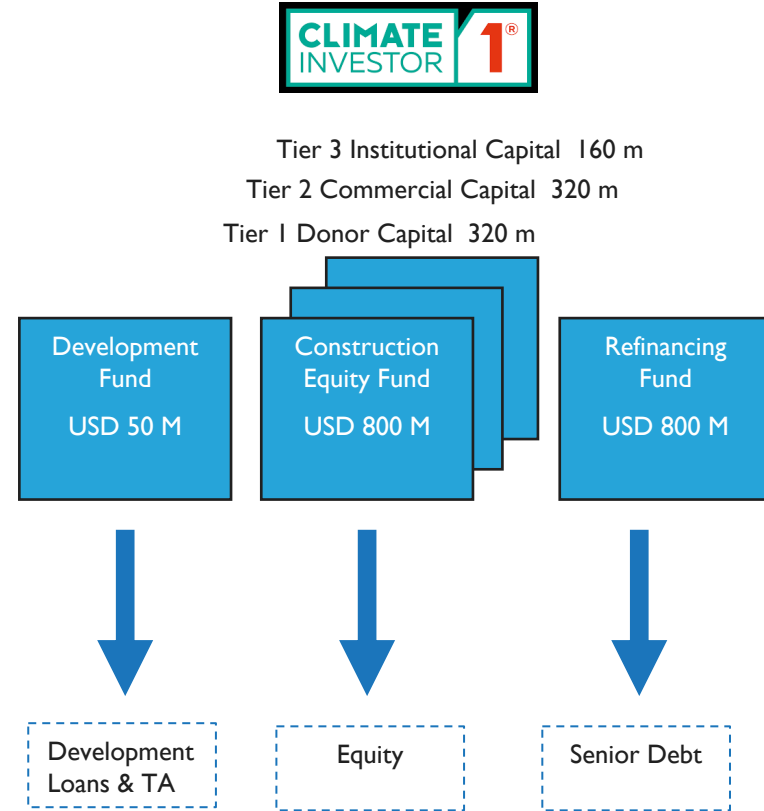 CLIMATE
INVESTOR
1®
Tier 3 Institutional Capital 160 m
Tier 2 Commercial Capital 320 m
Tier 1 Donor Capital 320 m
Development
Fund
USD 50 M
Construction
Equity Fund
USD 800 M
Refinancing
Fund
USD 800 M
Development
Loans & TA
Equity
Senior Debt